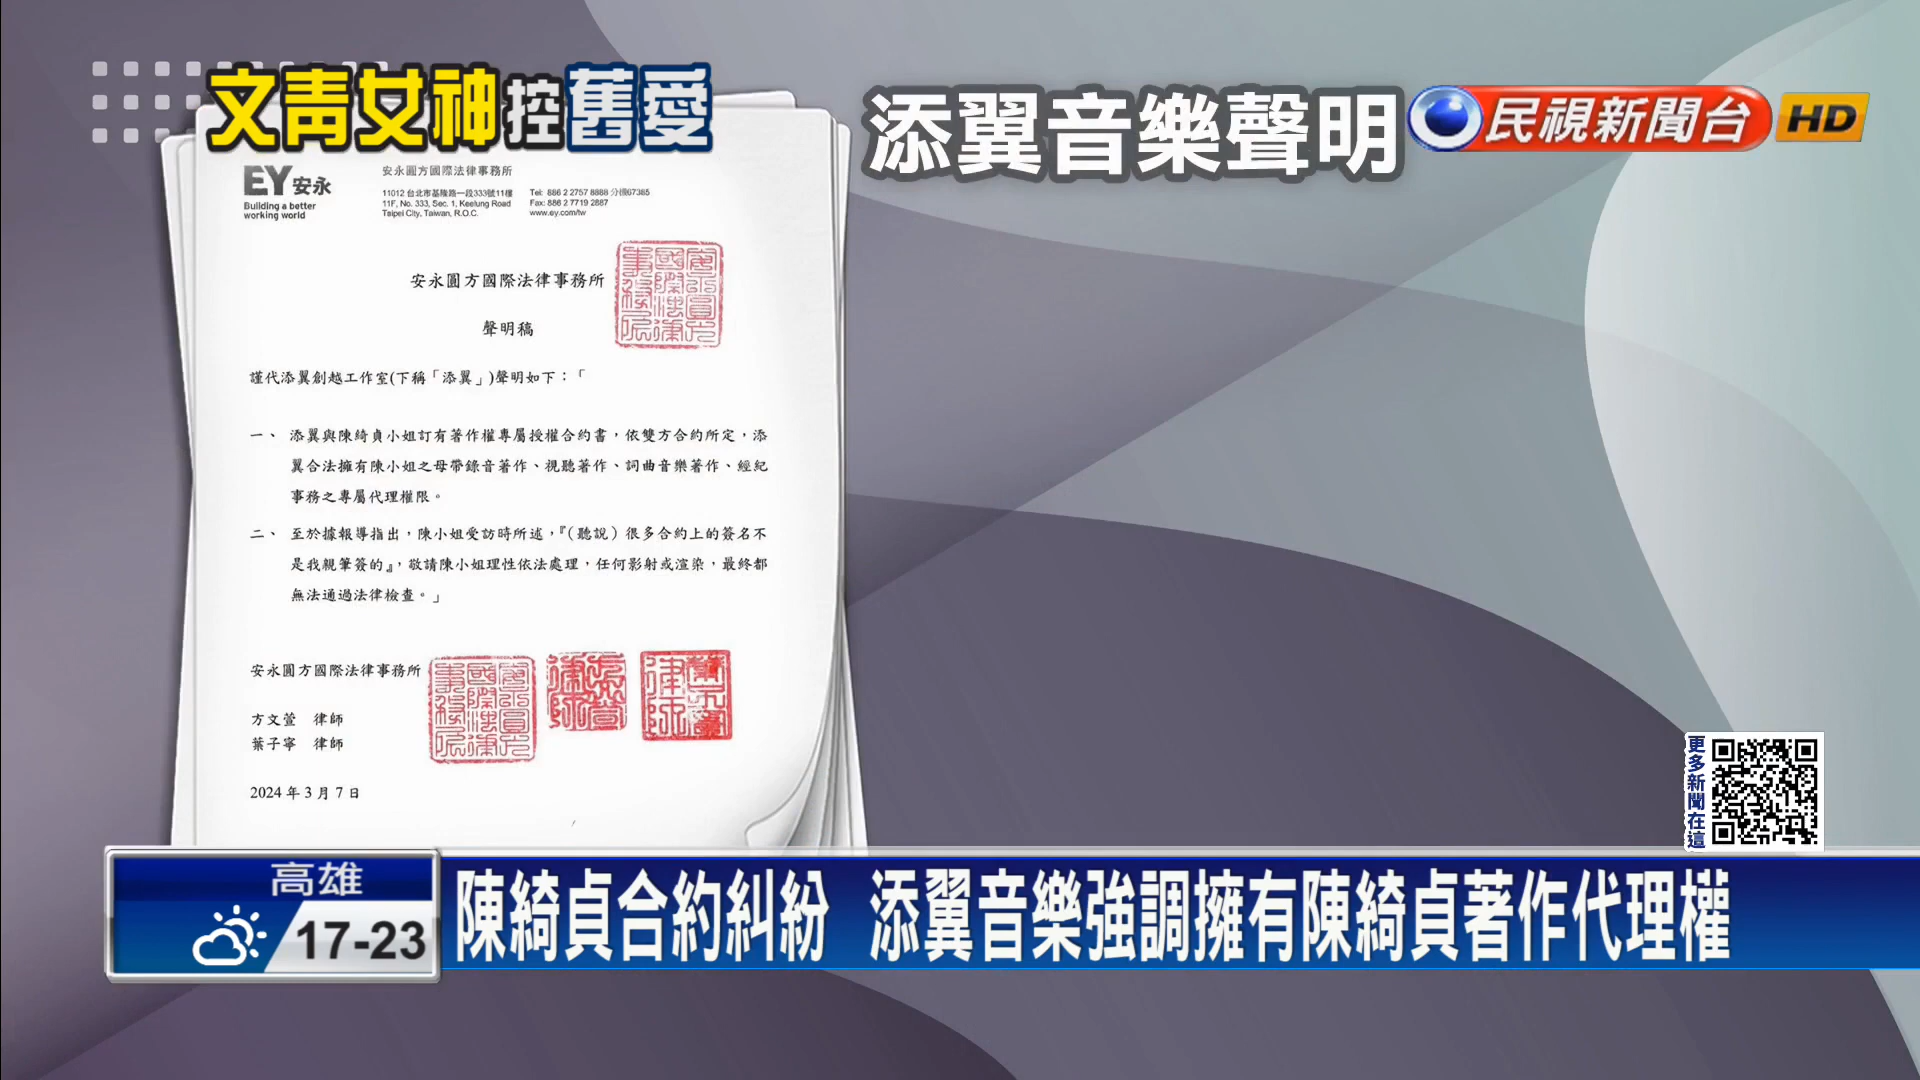 文青女神控舊愛
添翼音樂聲明
民視新聞台 HD
EY安永
Building a better
working world
安永圓方國際法律事務所
11012 台北市基隆路一段333號11樓
11F, No. 333, Sec. 1, Keelung Road
Taipei City, Taiwan, R.O.C.
Tel: 886 2 2757 8888 分機67365
Fax: 886 2 7719 2887
www.ey.com/tw
安永圓方國際法律事務所
聲明稿
謹代添翼創越工作室(下稱「添翼」)聲明如下：「
一、 添翼與陳綺貞小姐訂有著作權專屬授權合約書，依雙方合約所定，添
翼合法擁有陳小姐之母帶錄音著作、視聽著作、詞曲音樂著作、經紀
事務之專屬代理權限。
二、 至於據報導指出，陳小姐受訪時所述，『（聽說）很多合約上的簽名不
是我親筆簽的』，敬請陳小姐理性依法處理，任何影射或渲染，最終都
無法通過法律檢查。」
安永圓方國際法律事務所
方文萱 律師
葉子寧 律師
2024 年 3 月 7 日
更多新聞在這
高雄
17-23
陳綺貞合約糾紛 添翼音樂強調擁有陳綺貞著作代理權